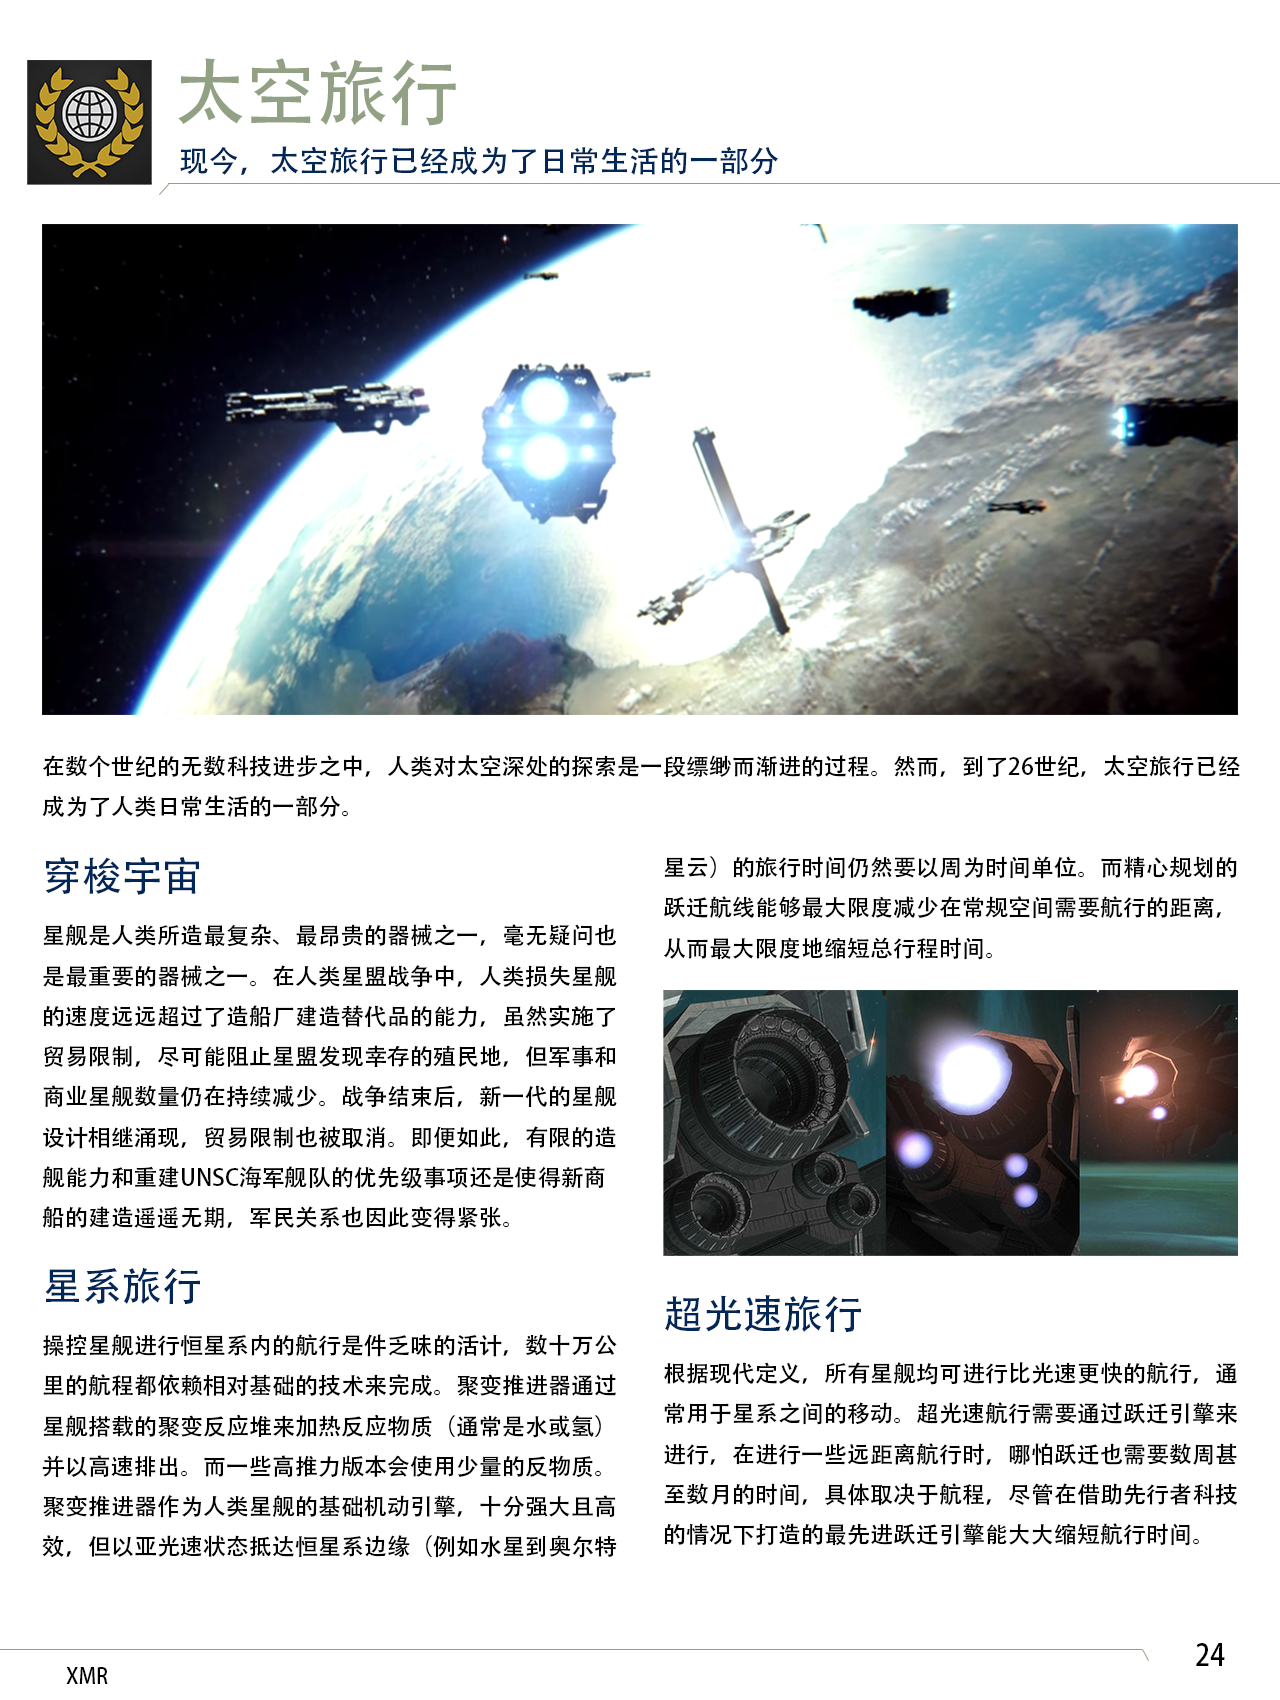 太空旅行
现今，太空旅行已经成为了日常生活的一部分
在数个世纪的无数科技进步之中，人类对太空深处的探索是一段缥缈而渐进的过程。然而，到了26世纪，太空旅行已经
成为了人类日常生活的一部分。
穿梭宇宙
星舰是人类所造最复杂、最昂贵的器械之一，毫无疑问也
是最重要的器械之一。在人类星盟战争中，人类损失星舰
的速度远远超过了造船厂建造替代品的能力，虽然实施了
贸易限制，尽可能阻止星盟发现幸存的殖民地，但军事和
商业星舰数量仍在持续减少。战争结束后，新一代的星舰
设计相继涌现，贸易限制也被取消。即便如此，有限的造
舰能力和重建UNSC海军舰队的优先级事项还是使得新商
船的建造遥遥无期，军民关系也因此变得紧张。
星系旅行
操控星舰进行恒星系内的航行是件乏味的活计，数十万公
里的航程都依赖相对基础的技术来完成。聚变推进器通过
星舰搭载的聚变反应堆来加热反应物质（通常是水或氢）
并以高速排出。而一些高推力版本会使用少量的反物质。
聚变推进器作为人类星舰的基础机动引擎，十分强大且高
效，但以亚光速状态抵达恒星系边缘（例如水星到奥尔特
星云）的旅行时间仍然要以周为时间单位。而精心规划的
跃迁航线能够最大限度减少在常规空间需要航行的距离，
从而最大限度地缩短总行程时间。
超光速旅行
根据现代定义，所有星舰均可进行比光速更快的航行，通
常用于星系之间的移动。超光速航行需要通过跃迁引擎来
进行，在进行一些远距离航行时，哪怕跃迁也需要数周甚
至数月的时间，具体取决于航程，尽管在借助先行者科技
的情况下打造的最先进跃迁引擎能大大缩短航行时间。
XMR
24